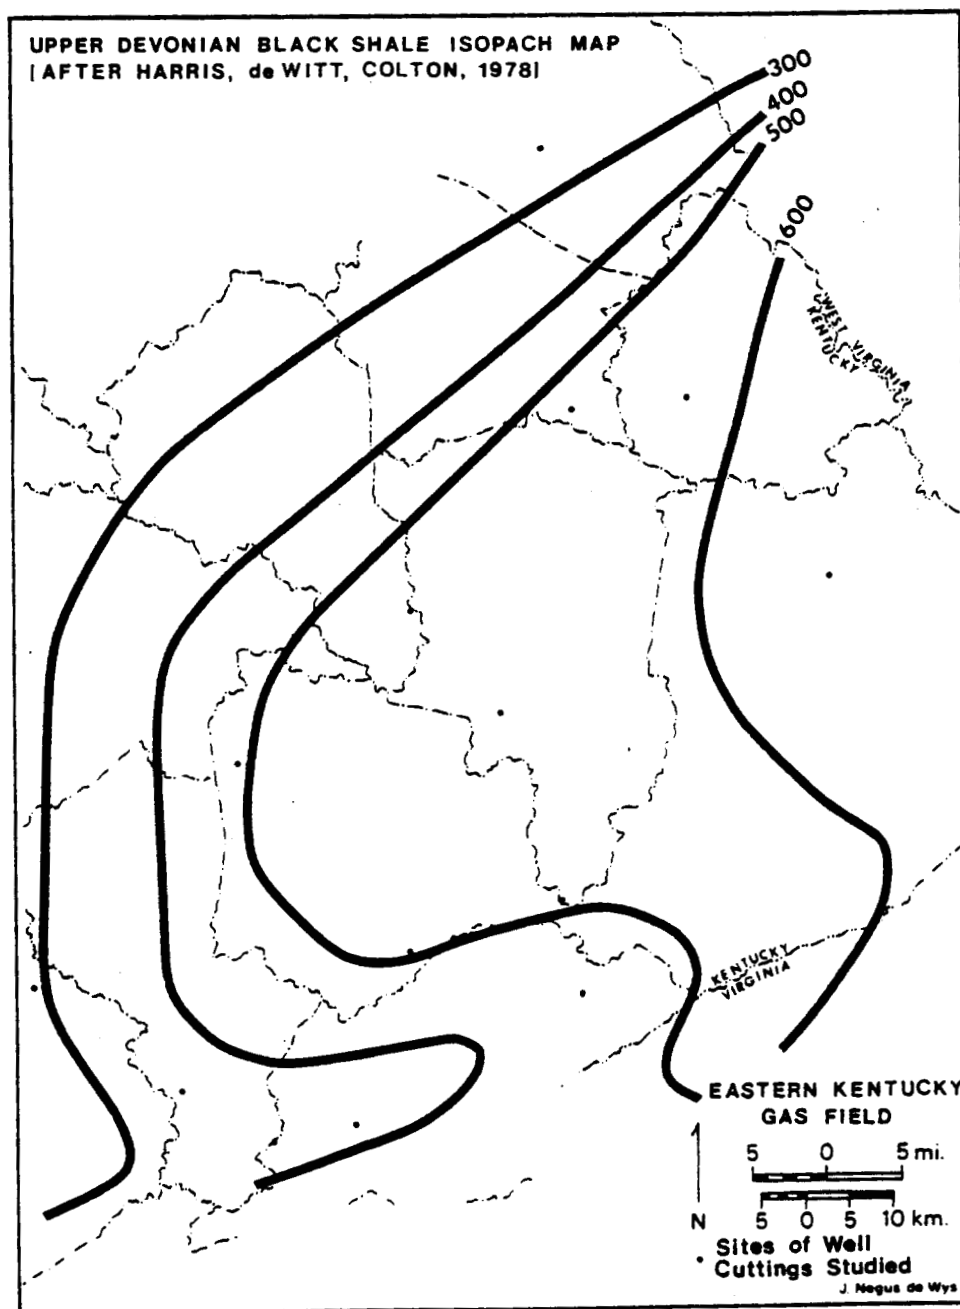 UPPER DEVONIAN BLACK SHALE ISOPACH MAP
[AFTER HARRIS, de WITT, COLTON, 1978]
300
400
500
600
WEST VIRGINIA
KENTUCKY
KENTUCKY
VIRGINIA
EASTERN KENTUCKY
GAS FIELD
5 0 5 mi.
5 0 5 10 km.
N
Sites of Well
Cuttings Studied
J. Negus de Wys